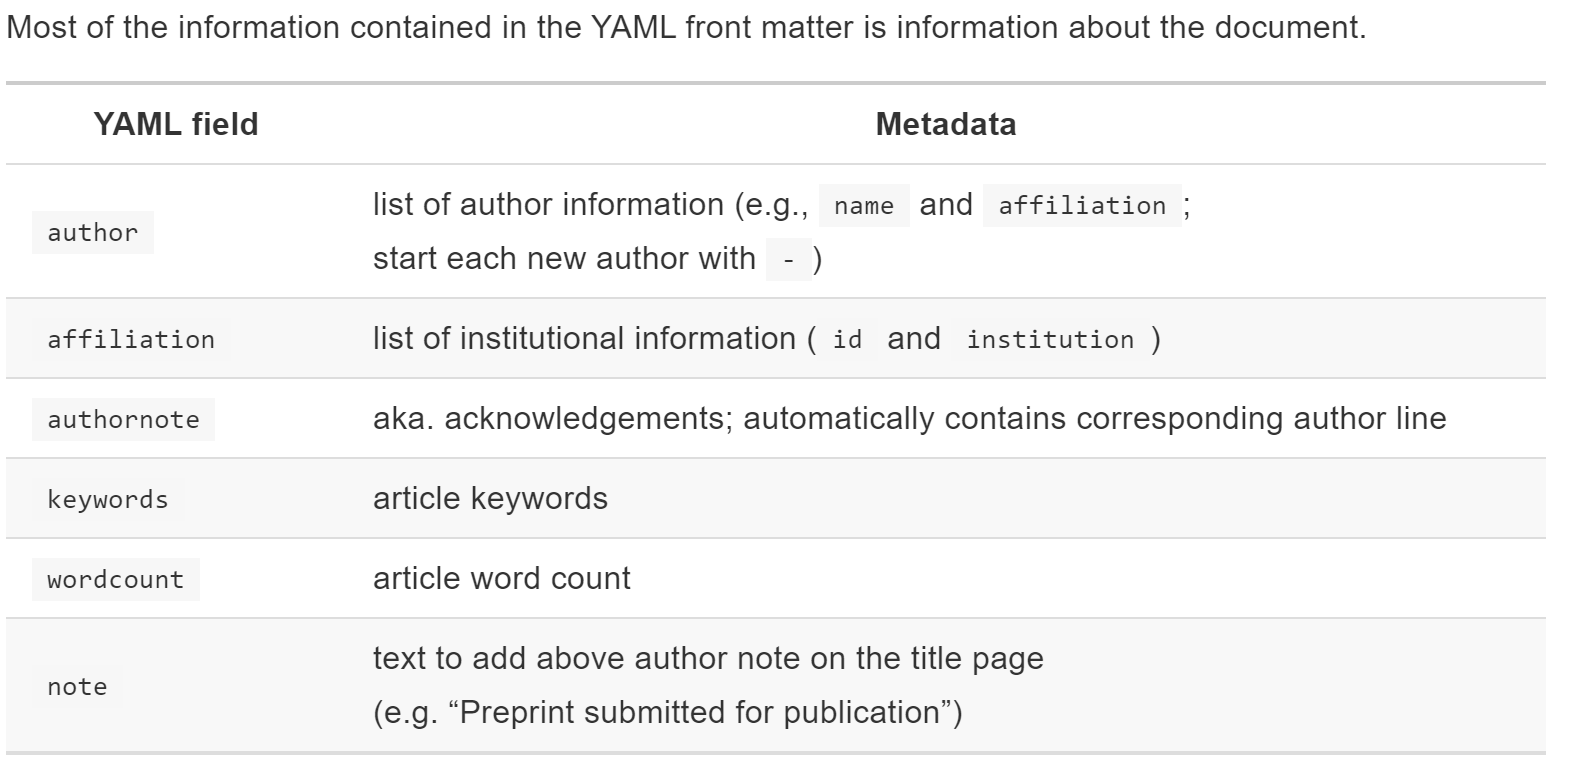 Most of the information contained in the YAML front matter is information about the document.
YAML field Metadata
author list of author information (e.g., name and affiliation ;
start each new author with - )
affiliation list of institutional information ( id and institution )
authornote aka. acknowledgements; automatically contains corresponding author line
keywords article keywords
wordcount article word count
note text to add above author note on the title page
(e.g. “Preprint submitted for publication”)